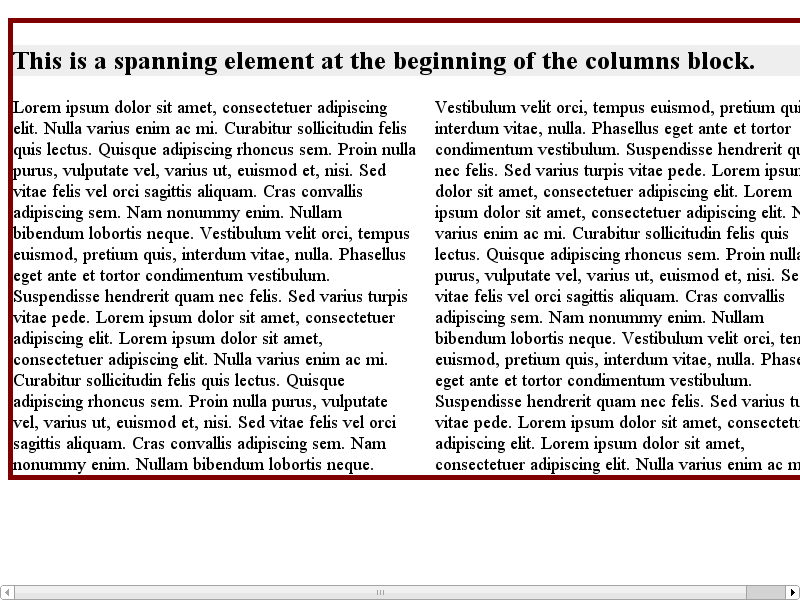 This is a spanning element at the beginning of the columns block.
Lorem ipsum dolor sit amet, consectetuer adipiscing
elit. Nulla varius enim ac mi. Curabitur sollicitudin felis
quis lectus. Quisque adipiscing rhoncus sem. Proin nulla
purus, vulputate vel, varius ut, euismod et, nisi. Sed
vitae felis vel orci sagittis aliquam. Cras convallis
adipiscing sem. Nam nonummy enim. Nullam
bibendum lobortis neque. Vestibulum velit orci, tempus
euismod, pretium quis, interdum vitae, nulla. Phasellus
eget ante et tortor condimentum vestibulum.
Suspendisse hendrerit quam nec felis. Sed varius turpis
vitae pede. Lorem ipsum dolor sit amet, consectetuer
adipiscing elit. Lorem ipsum dolor sit amet,
consectetuer adipiscing elit. Nulla varius enim ac mi.
Curabitur sollicitudin felis quis lectus. Quisque
adipiscing rhoncus sem. Proin nulla purus, vulputate
vel, varius ut, euismod et, nisi. Sed vitae felis vel orci
sagittis aliquam. Cras convallis adipiscing sem. Nam
nonummy enim. Nullam bibendum lobortis neque.
Vestibulum velit orci, tempus euismod, pretium qui
interdum vitae, nulla. Phasellus eget ante et tortor
condimentum vestibulum. Suspendisse hendrerit qu
nec felis. Sed varius turpis vitae pede. Lorem ipsum
dolor sit amet, consectetuer adipiscing elit. Lorem
ipsum dolor sit amet, consectetuer adipiscing elit. N
varius enim ac mi. Curabitur sollicitudin felis quis
lectus. Quisque adipiscing rhoncus sem. Proin nulla
purus, vulputate vel, varius ut, euismod et, nisi. Se
vitae felis vel orci sagittis aliquam. Cras convallis
adipiscing sem. Nam nonummy enim. Nullam
bibendum lobortis neque. Vestibulum velit orci, tem
euismod, pretium quis, interdum vitae, nulla. Phase
eget ante et tortor condimentum vestibulum.
Suspendisse hendrerit quam nec felis. Sed varius tu
vitae pede. Lorem ipsum dolor sit amet, consectetu
adipiscing elit. Lorem ipsum dolor sit amet,
consectetuer adipiscing elit. Nulla varius enim ac m